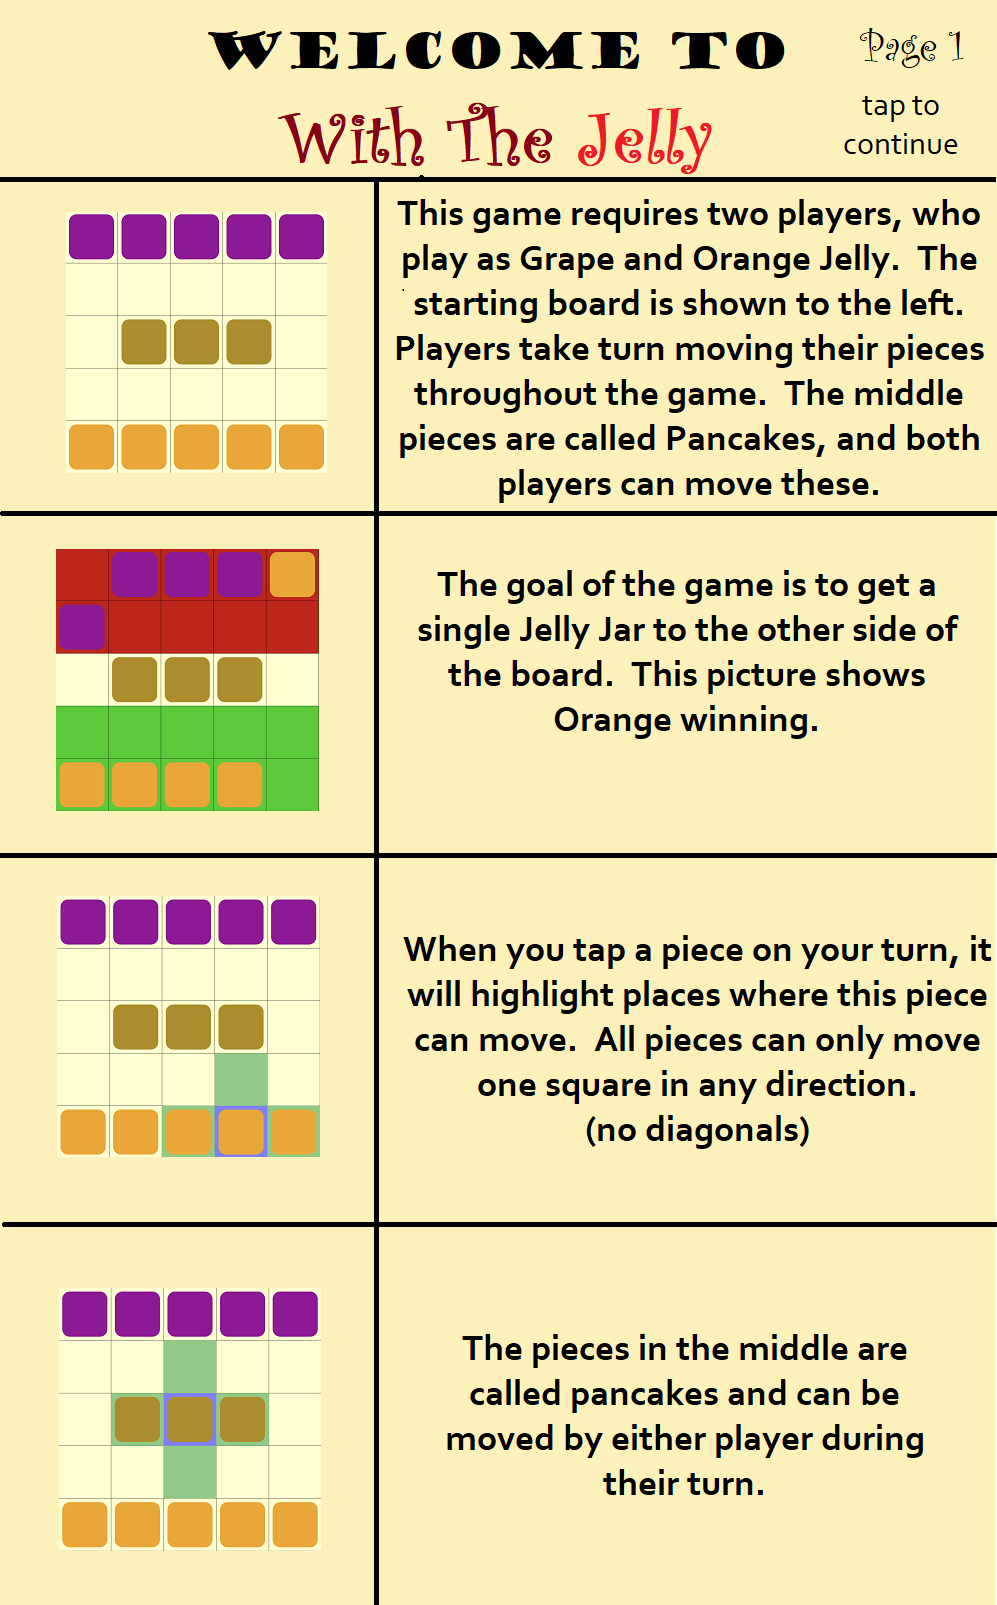 WELCOME TO
With The Jelly
Page 1
tap to
continue
This game requires two players, who
play as Grape and Orange Jelly.  The
starting board is shown to the left.
Players take turn moving their pieces
throughout the game.  The middle
pieces are called Pancakes, and both
players can move these.
The goal of the game is to get a
single Jelly Jar to the other side of
the board.  This picture shows
Orange winning.
When you tap a piece on your turn, it
will highlight places where this piece
can move.  All pieces can only move
one square in any direction.
(no diagonals)
The pieces in the middle are
called pancakes and can be
moved by either player during
their turn.